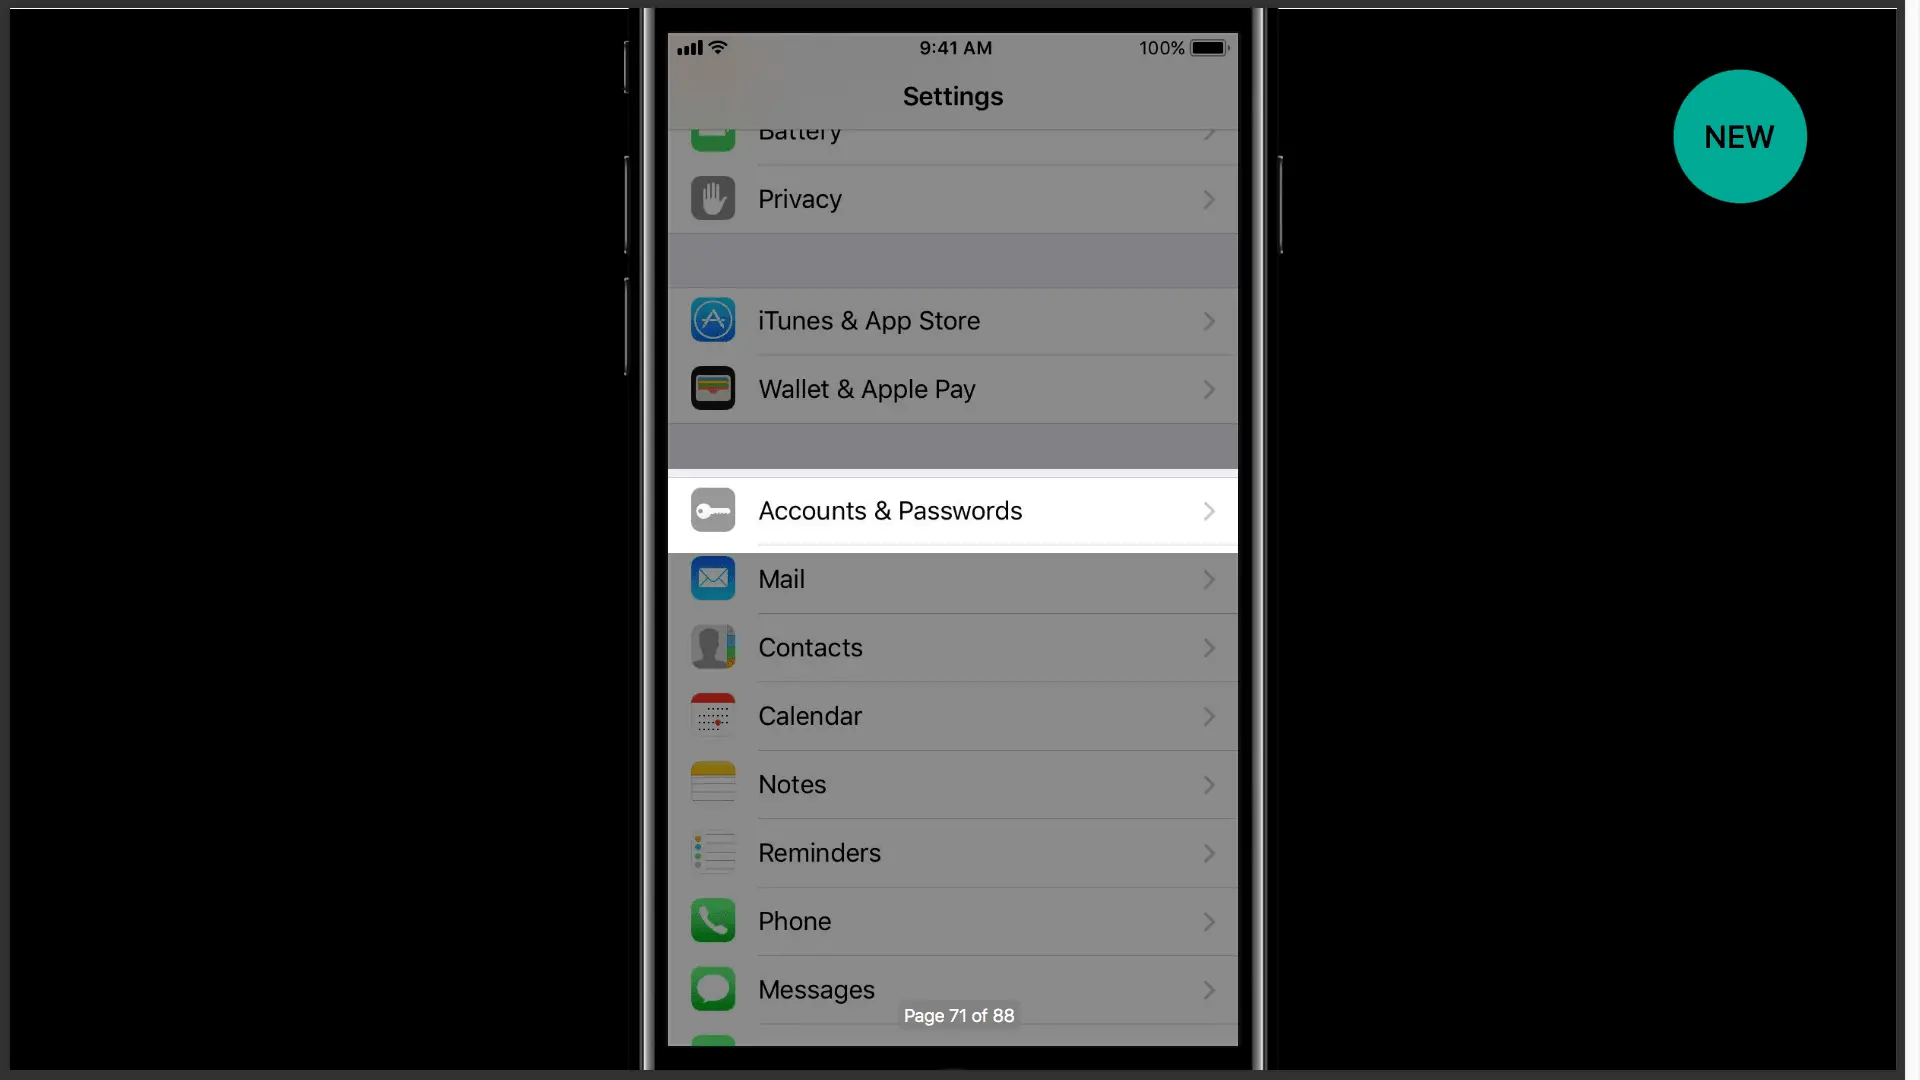 9:41 AM
100%
Settings
NEW
Battery
Privacy
iTunes & App Store
Wallet & Apple Pay
Accounts & Passwords
Mail
Contacts
Calendar
Notes
Reminders
Phone
Messages
Page 71 of 88